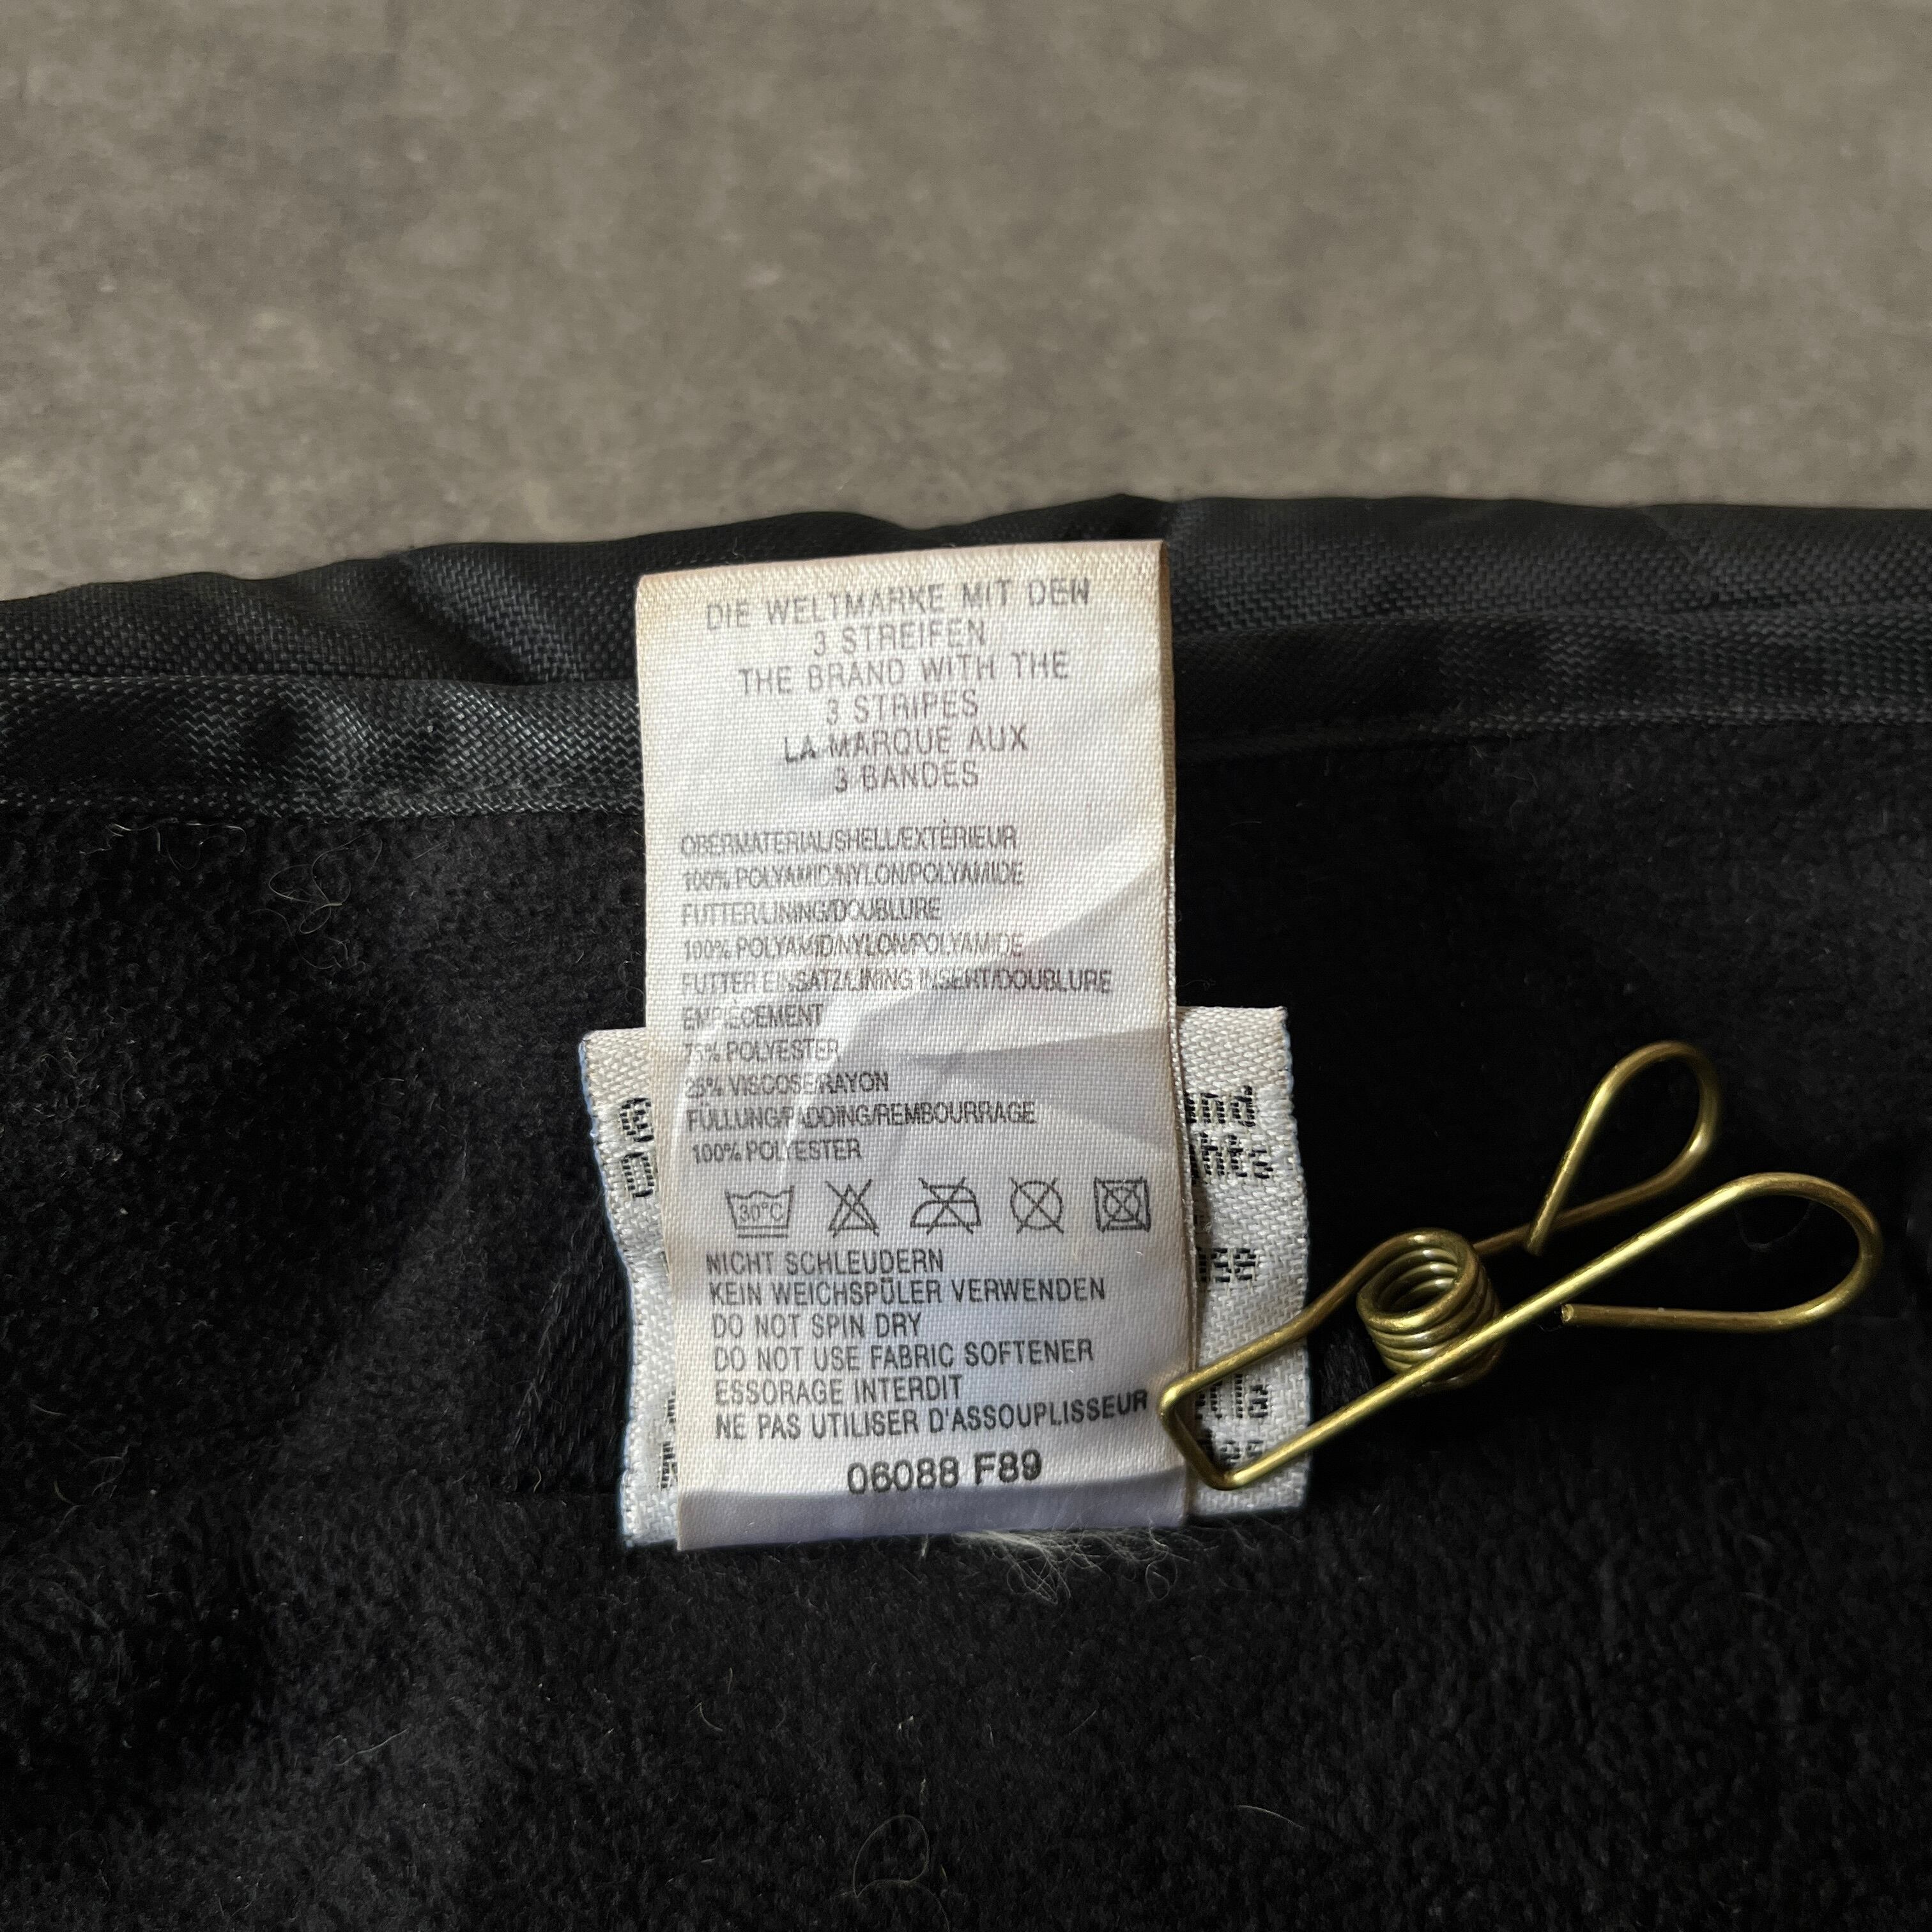 DIE WELTMARKE MIT DEN
3 STREIFEN
THE BRAND WITH THE
3 STRIPES
LA MARQUE AUX
3 BANDES
OBERMATERIAL/SHELL/EXTÈRIEUR
100% POLYAMID/NYLON/POLYAMIDE
FUTTER/LINING/DOUBLURE
100% POLYAMID/NYLON/POLYAMIDE
FUTTER EINSATZ/LINING INSERT/DOUBLURE
EMPIÈCEMENT
75% POLYESTER
25% VISCOSE/RAYON
FÜLLUNG/PADDING/REMBOURRAGE
100% POLYESTER
30°C
NICHT SCHLEUDERN
KEIN WEICHSPÜLER VERWENDEN
DO NOT SPIN DRY
DO NOT USE FABRIC SOFTENER
ESSORAGE INTERDIT
NE PAS UTILISER D'ASSOUPLISSEUR
06088 F89